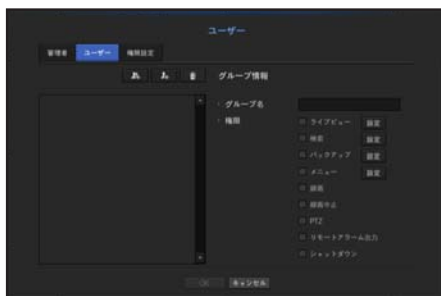 ユーザー
管理者 ユーザー 権限設定
グループ情報
グループ名
権限
ライブビュー 設定
検索 設定
バックアップ 設定
メニュー 設定
録画
録画中止
PTZ
リモートアラーム出力
シャットダウン
OK キャンセル